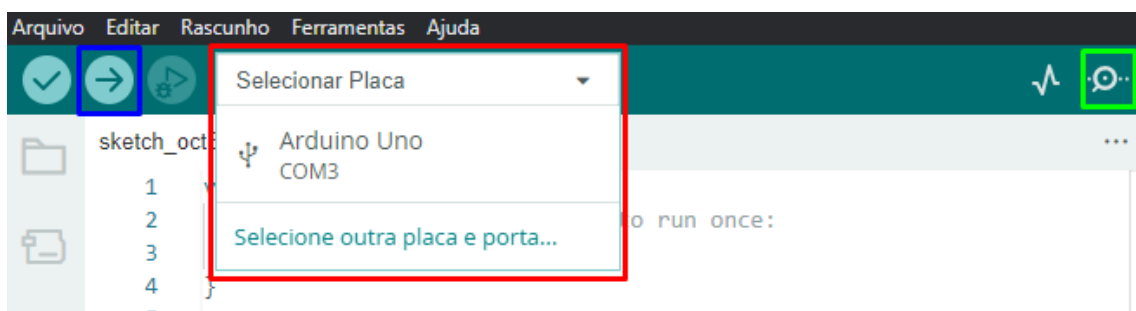 Arquivo Editar Rascunho Ferramentas Ajuda
Selecionar Placa
sketch_oct
Arduino Uno
COM3
1
2 to run once:
Selecione outra placa e porta...
3
4 }